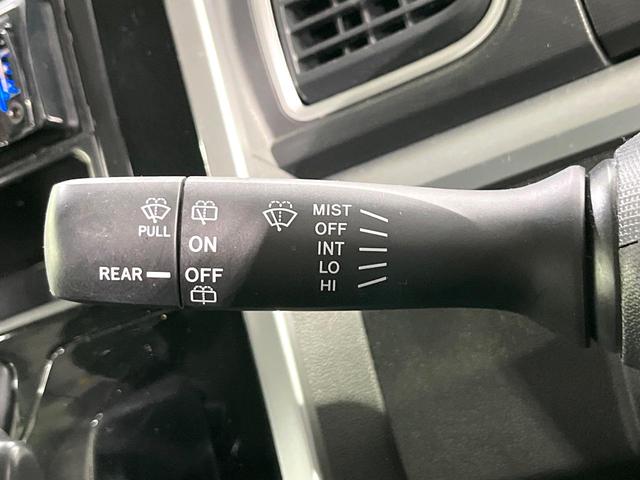 PULL
REAR
ON
OFF
MIST
OFF
INT
LO
HI